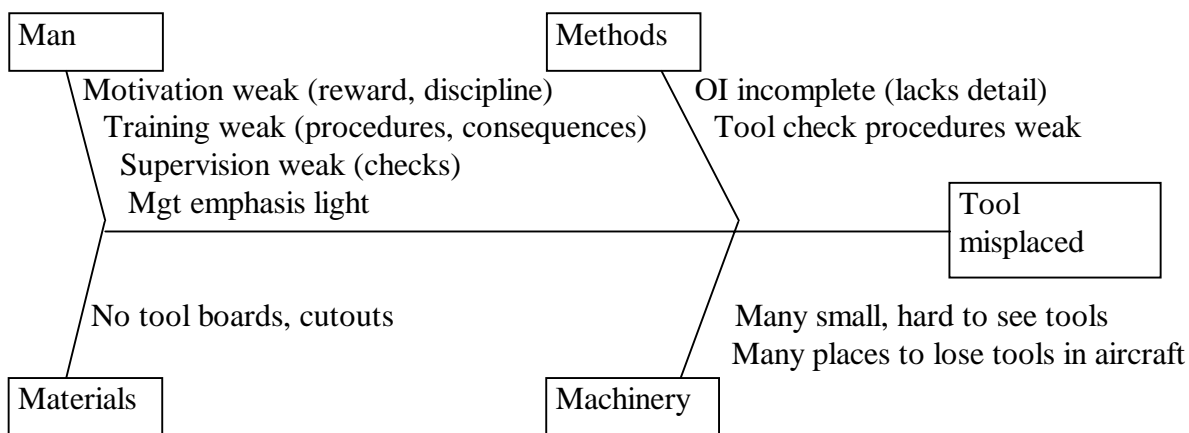 Man
Methods
Motivation weak (reward, discipline)
Training weak (procedures, consequences)
Supervision weak (checks)
Mgt emphasis light
OI incomplete (lacks detail)
Tool check procedures weak
Tool
misplaced
No tool boards, cutouts
Many small, hard to see tools
Many places to lose tools in aircraft
Materials
Machinery